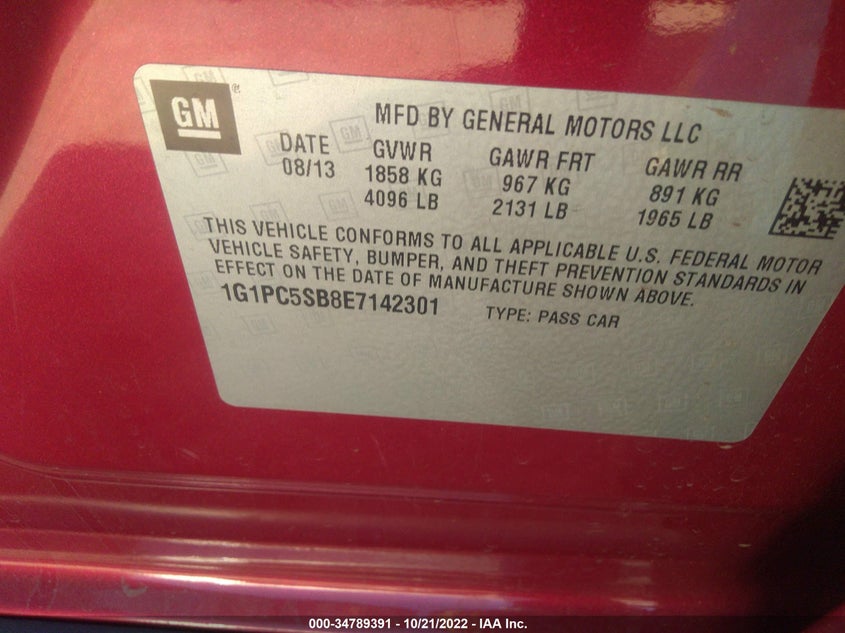 GM®
MFD BY GENERAL MOTORS LLC
DATE GVWR GAWR FRT GAWR RR
08/13 1858 KG 967 KG 891 KG
4096 LB 2131 LB 1965 LB
THIS VEHICLE CONFORMS TO ALL APPLICABLE U.S. FEDERAL MOTOR
VEHICLE SAFETY, BUMPER, AND THEFT PREVENTION STANDARDS IN
EFFECT ON THE DATE OF MANUFACTURE SHOWN ABOVE.
1G1PC5SB8E7142301 TYPE: PASS CAR
000-34789391 - 10/21/2022 - IAA Inc.